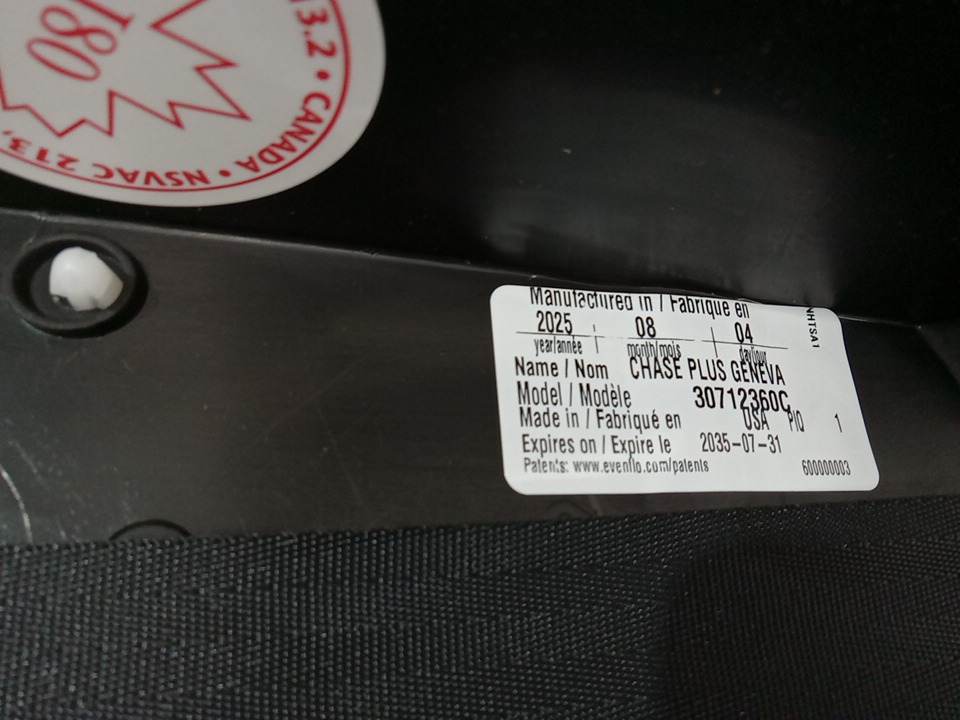 180
NSVAC 213,
13.2 • CANADA •
Manufactured in / Fabriqué en
2025 08 04
year/année month/mois day/jour
Name / Nom CHASE PLUS GENEVA
Model / Modèle 30712360C
Made in / Fabriqué en USA PIQ 1
Expires on / Expire le 2035-07-31
Patents: www.evenflo.com/patents 600000003
NHTSA1